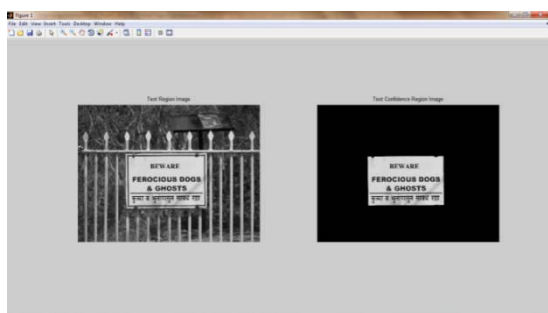 Figure 1
File Edit View Insert Tools Desktop Window Help
Text Region Image
BEWARE
FEROCIOUS DOGS
& GHOSTS
Text Confidence Region Image
BEWARE
FEROCIOUS DOGS
& GHOSTS